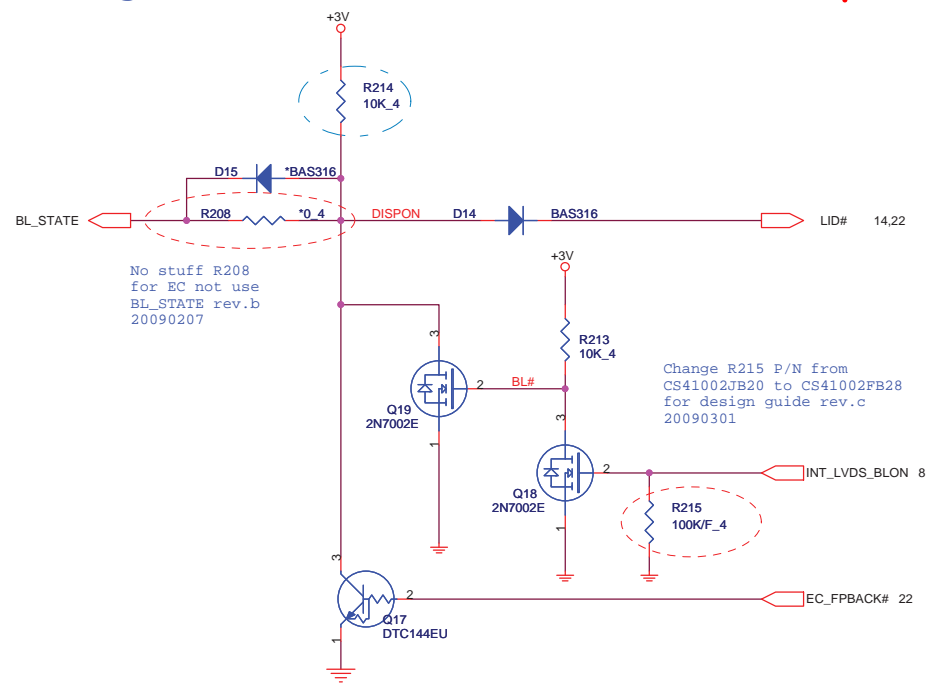 +3V
R214
10K_4
D15 *BAS316
BL_STATE R208 *0_4 DISPON D14 BAS316 LID# 14,22
No stuff R208
for EC not use
BL_STATE rev.b
20090207
+3V
R213
10K_4
3
2 BL#
Q19
2N7002E
1
Change R215 P/N from
CS41002JB20 to CS41002FB28
for design guide rev.c
20090301
3
2 INT_LVDS_BLON 8
Q18
2N7002E
1
R215
100K/F_4
3
2 EC_FPBACK# 22
Q17
DTC144EU
1